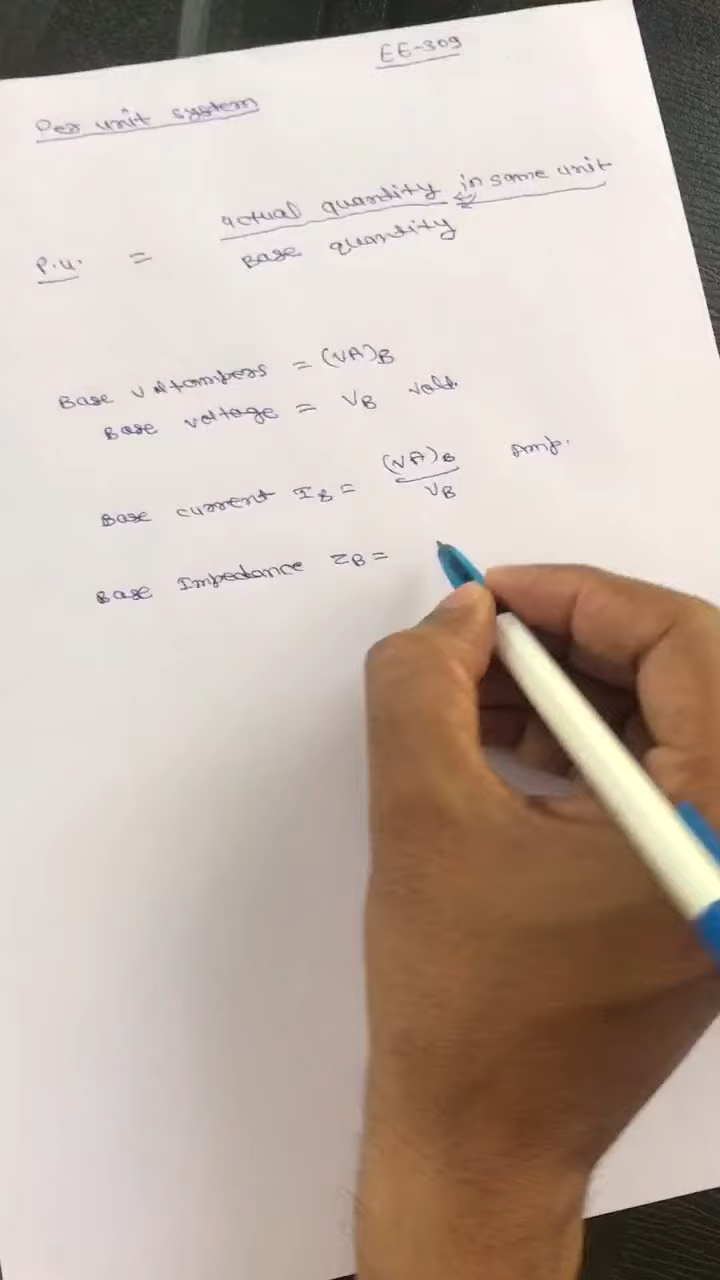 EE-309
Per unit system
P.U. = actual quantity in same unit
Base quantity
Base voltampers = (VA)B
Base voltage = VB volt.
Base current IB = (VA)B / VB Amp.
Base Impedance ZB =